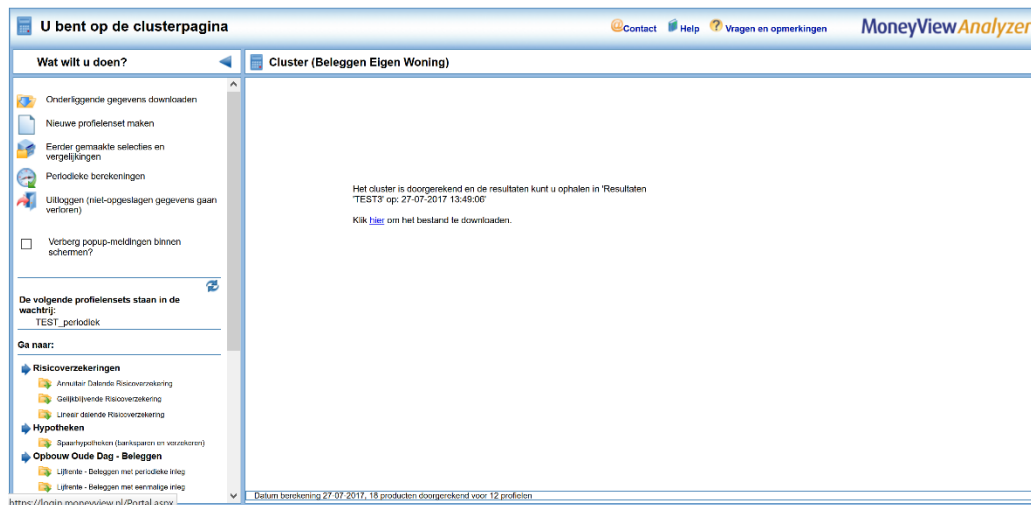 U bent op de clusterpagina
Contact Help Vragen en opmerkingen
MoneyView Analyzer
Wat wilt u doen?
Cluster (Beleggen Eigen Woning)
Onderliggende gegevens downloaden
Nieuwe profielenset maken
Eerder gemaakte selecties en
vergelijkingen
Periodieke berekeningen
Uitloggen (niet-opgeslagen gegevens gaan
verloren)
Verberg popup-meldingen binnen
schermen?
De volgende profielensets staan in de
wachtrij:
TEST_periodiek
Ga naar:
Risicoverzekeringen
Annuïtair Dalende Risicoverzekering
Gelijkblijvende Risicoverzekering
Lineair dalende Risicoverzekering
Hypotheken
Spaarhypotheken (banksparen en verzekeren)
Opbouw Oude Dag - Beleggen
Lijfrente - Beleggen met periodieke inleg
Lijfrente - Beleggen met eenmalige inleg
https://login.moneyview.nl/Portal.aspx
Het cluster is doorgerekend en de resultaten kunt u ophalen in 'Resultaten
'TEST3' op: 27-07-2017 13:49:06'
Klik hier om het bestand te downloaden.
Datum berekening 27-07-2017, 18 producten doorgerekend voor 12 profielen